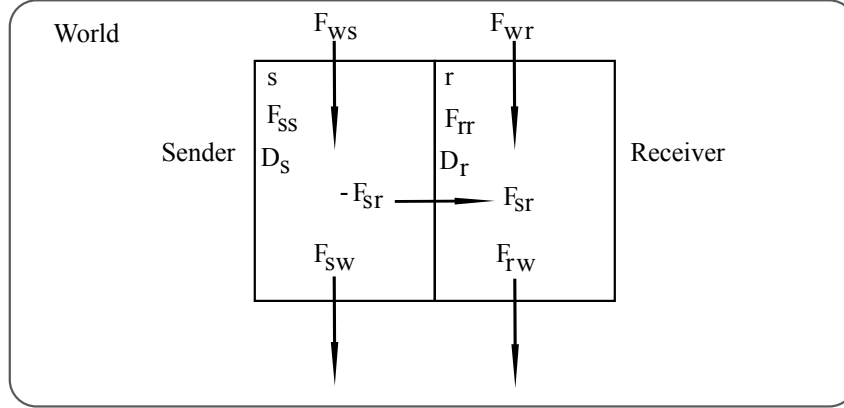 World
F_ws
F_wr
s
r
F_ss
F_rr
Sender
D_s
D_r
Receiver
-F_sr
F_sr
F_sw
F_rw